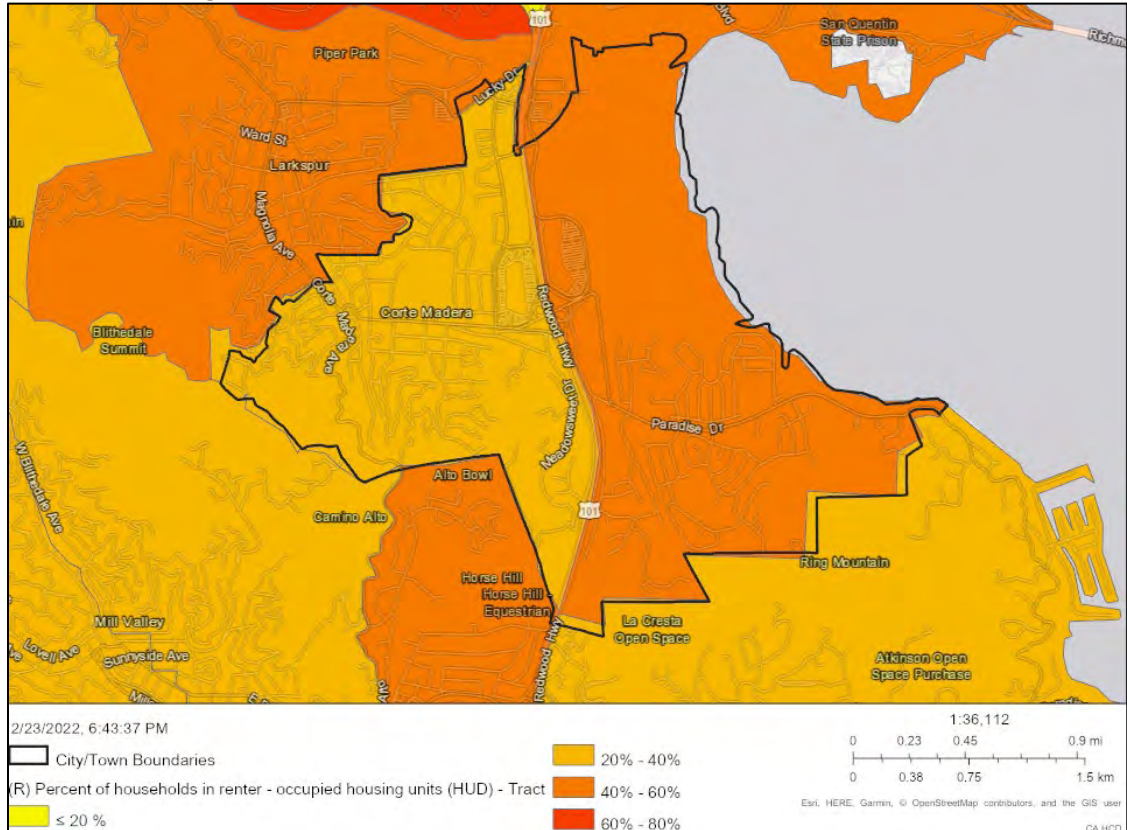 101
Blvd
San Quentin
State Prison
Richm
Piper Park
Lucky Dr
Ward St
Larkspur
Magnolia Ave
Corte Madera Ave
Corte Madera
Redwood Hwy
Blithedale
Summit
Meadowsweet Dr
Paradise Dr
W Blithedale Ave
Alto Bowl
Camino Alto
101
Ring Mountain
Horse Hill
Horse Hill
Equestrian
La Cresta
Open Space
Mill Valley
Lovell Ave
Sunnyside Ave
Redwood Hwy
Atkinson Open
Space Purchase
2/23/2022, 6:43:37 PM
City/Town Boundaries
(R) Percent of households in renter - occupied housing units (HUD) - Tract
≤ 20 %
20% - 40%
40% - 60%
60% - 80%
1:36,112
0 0.23 0.45 0.9 mi
0 0.38 0.75 1.5 km
Esri, HERE, Garmin, © OpenStreetMap contributors, and the GIS user
CA HCD